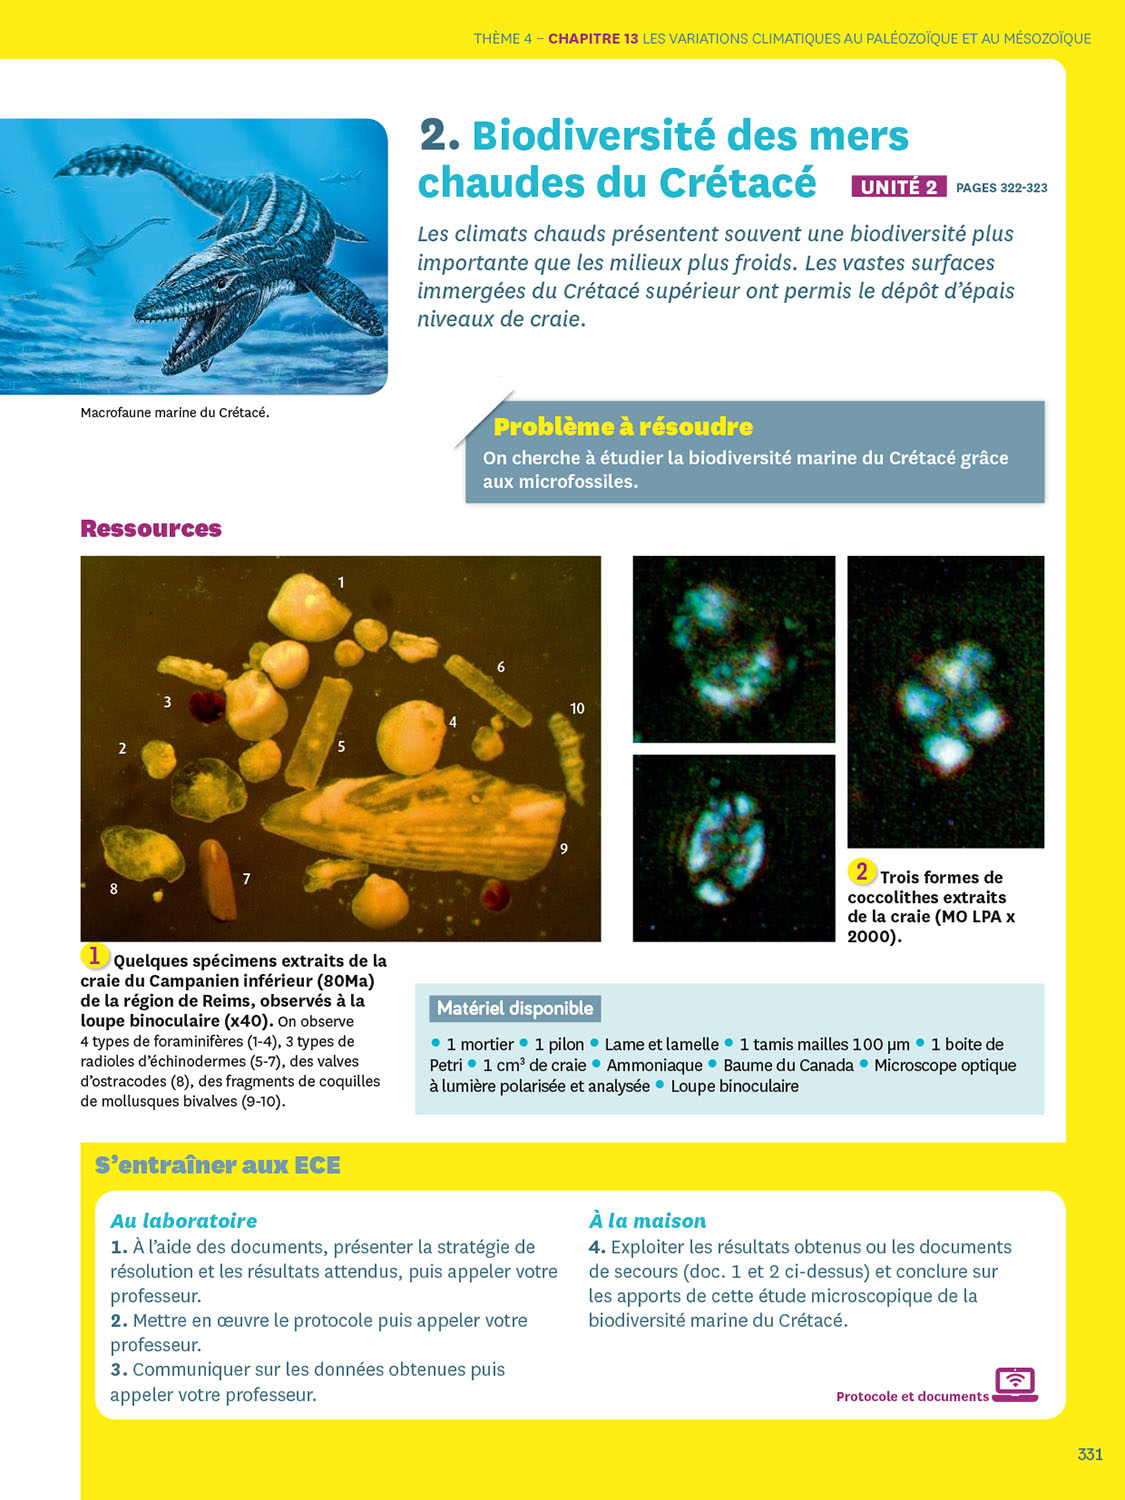 THÈME 4 – CHAPITRE 13 LES VARIATIONS CLIMATIQUES AU PALÉOZOÏQUE ET AU MÉSOZOÏQUE
2. Biodiversité des mers
chaudes du Crétacé UNITÉ 2 PAGES 322-323
Les climats chauds présentent souvent une biodiversité plus
importante que les milieux plus froids. Les vastes surfaces
immergées du Crétacé supérieur ont permis le dépôt d’épais
niveaux de craie.
Macrofaune marine du Crétacé.
Problème à résoudre
On cherche à étudier la biodiversité marine du Crétacé grâce
aux microfossiles.
Ressources
1
6
3
10
4
2
5
9
7
8
1 Quelques spécimens extraits de la
craie du Campanien inférieur (80Ma)
de la région de Reims, observés à la
loupe binoculaire (x40). On observe
4 types de foraminifères (1-4), 3 types de
radioles d’échinodermes (5-7), des valves
d’ostracodes (8), des fragments de coquilles
de mollusques bivalves (9-10).
2 Trois formes de
coccolithes extraits
de la craie (MO LPA x
2000).
Matériel disponible
• 1 mortier • 1 pilon • Lame et lamelle • 1 tamis mailles 100 µm • 1 boite de
Petri • 1 cm³ de craie • Ammoniaque • Baume du Canada • Microscope optique
à lumière polarisée et analysée • Loupe binoculaire
S’entraîner aux ECE
Au laboratoire
1. À l’aide des documents, présenter la stratégie de
résolution et les résultats attendus, puis appeler votre
professeur.
2. Mettre en œuvre le protocole puis appeler votre
professeur.
3. Communiquer sur les données obtenues puis
appeler votre professeur.
À la maison
4. Exploiter les résultats obtenus ou les documents
de secours (doc. 1 et 2 ci-dessus) et conclure sur
les apports de cette étude microscopique de la
biodiversité marine du Crétacé.
Protocole et documents
331